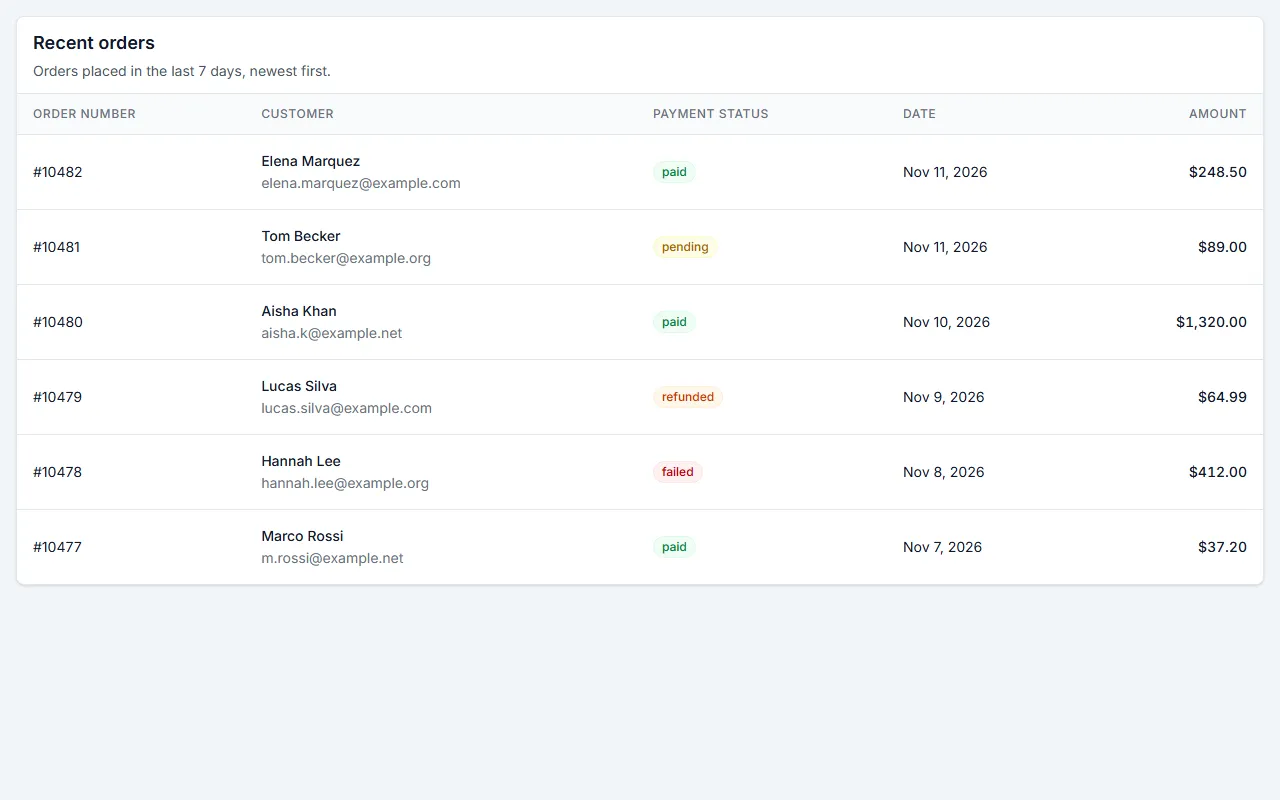 Recent orders
Orders placed in the last 7 days, newest first.
ORDER NUMBER CUSTOMER PAYMENT STATUS DATE AMOUNT
#10482 Elena Marquez elena.marquez@example.com paid Nov 11, 2026 $248.50
#10481 Tom Becker tom.becker@example.org pending Nov 11, 2026 $89.00
#10480 Aisha Khan aisha.k@example.net paid Nov 10, 2026 $1,320.00
#10479 Lucas Silva lucas.silva@example.com refunded Nov 9, 2026 $64.99
#10478 Hannah Lee hannah.lee@example.org failed Nov 8, 2026 $412.00
#10477 Marco Rossi m.rossi@example.net paid Nov 7, 2026 $37.20